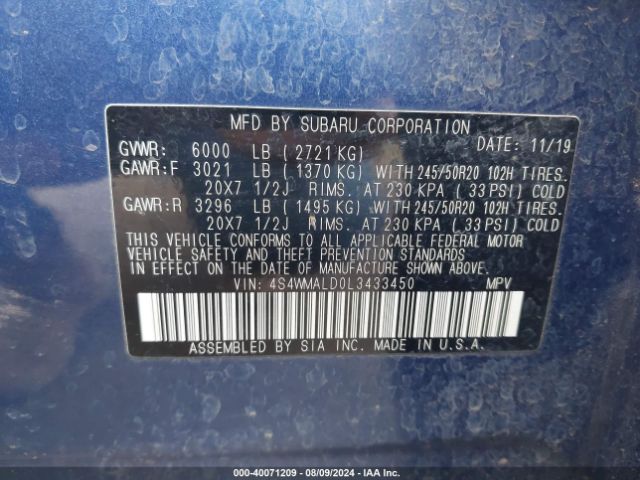 MFD BY SUBARU CORPORATION
GVWR: 6000 LB ( 2721 KG) DATE: 11/19
GAWR:F 3021 LB ( 1370 KG) WITH 245/50R20 102H TIRES.
20X7 1/2J RIMS. AT 230 KPA ( 33 PSI) COLD
GAWR:R 3296 LB ( 1495 KG) WITH 245/50R20 102H TIRES.
20X7 1/2J RIMS. AT 230 KPA ( 33 PSI) COLD
THIS VEHICLE CONFORMS TO ALL APPLICABLE FEDERAL MOTOR
VEHICLE SAFETY AND THEFT PREVENTION STANDARDS
IN EFFECT ON THE DATE OF MANUFACTURE SHOWN ABOVE.
VIN: 4S4WMALD0L3433450 MPV
ASSEMBLED BY SIA INC. MADE IN U.S.A.
000-40071209 - 08/09/2024 - IAA Inc.